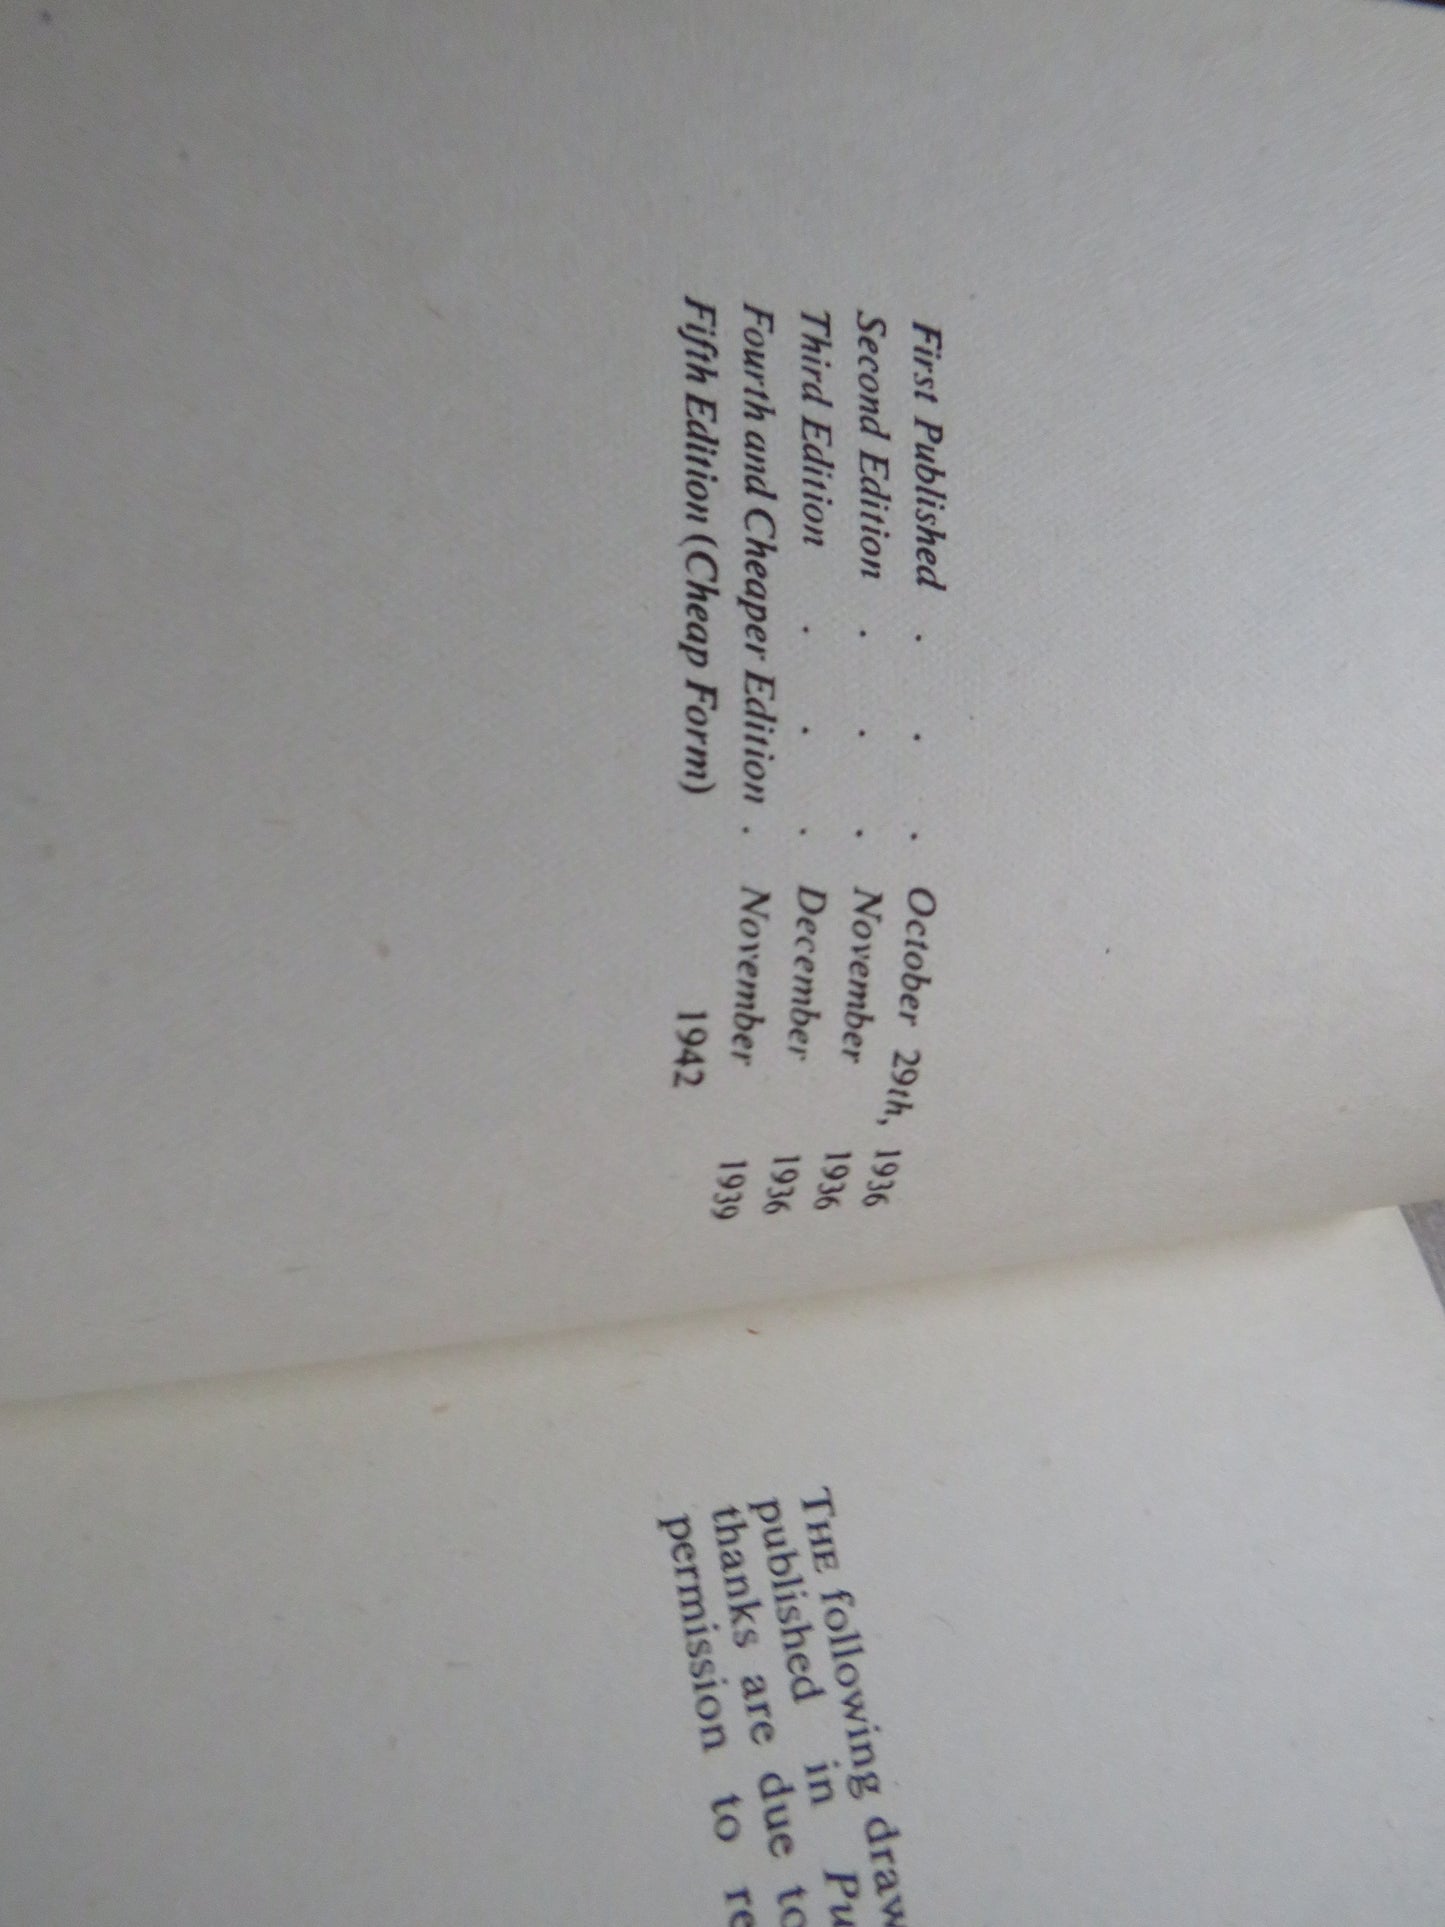 First Published . . . October 29th, 1936
Second Edition . . . November 1936
Third Edition . . . December 1936
Fourth and Cheaper Edition . November 1939
Fifth Edition (Cheap Form) 1942
THE following draw
published in Pu
thanks are due to
permission to re